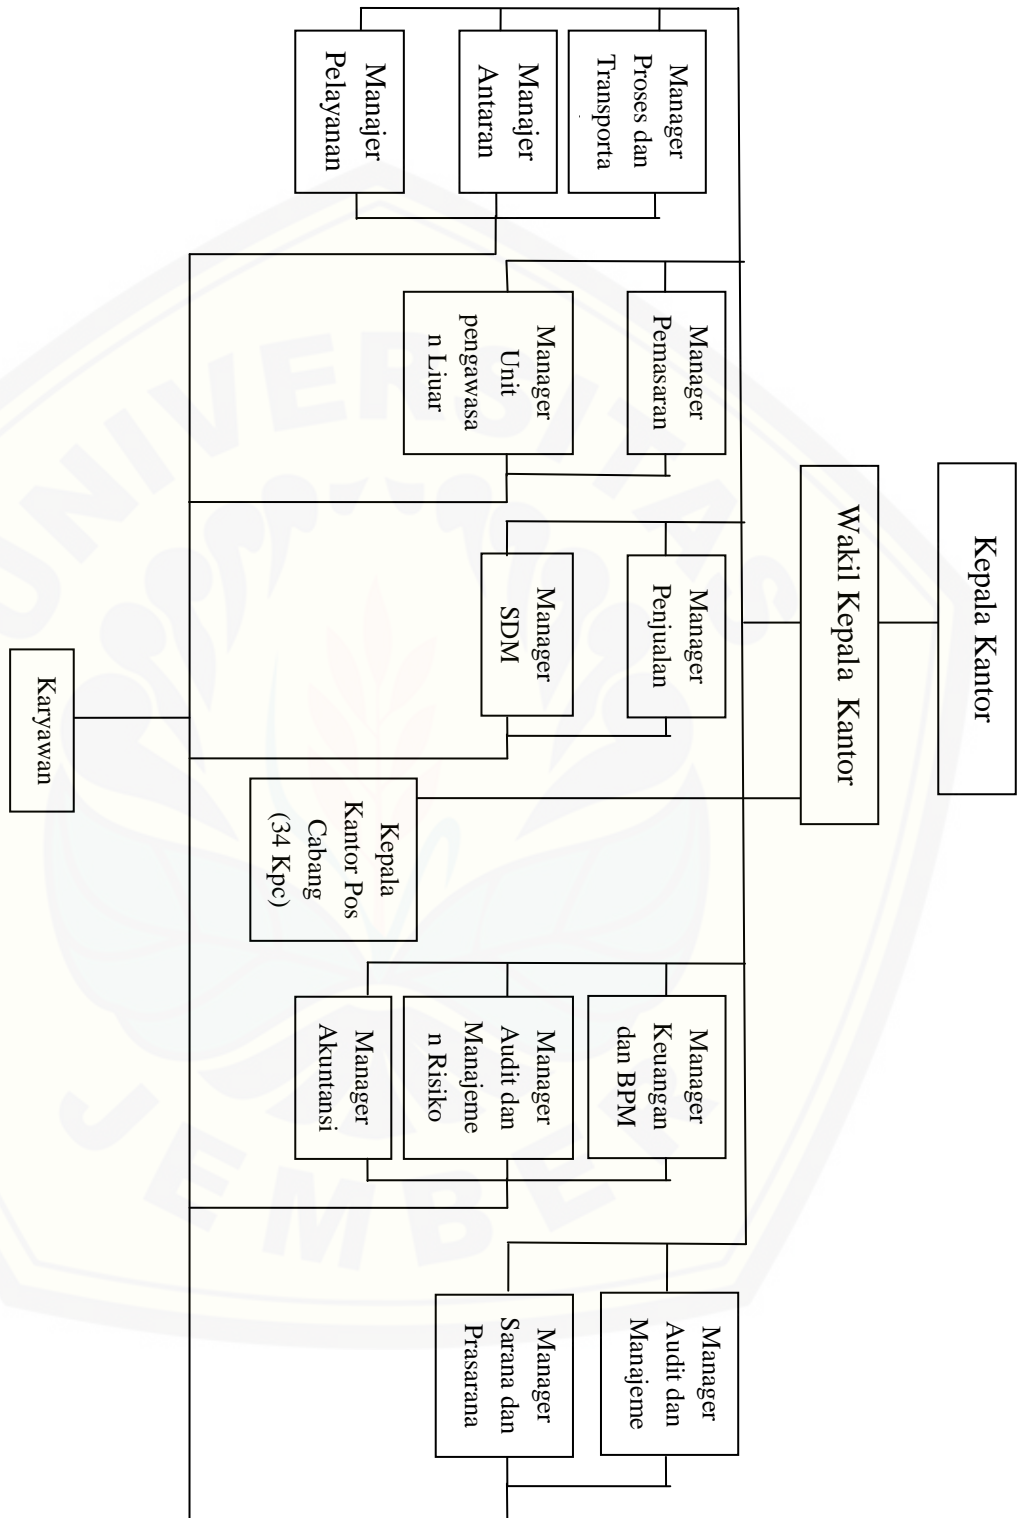 Kepala Kantor
Wakil Kepala Kantor
Manager
Proses dan
Transporta
Manajer
Antaran
Manajer
Pelayanan
Manager
Pemasaran
Manager
Unit
pengawasa
n Liuar
Manager
Penjualan
Manager
SDM
Kepala
Kantor Pos
Cabang
(34 Kpc)
Manager
Keuangan
dan BPM
Manager
Audit dan
Manajeme
n Risiko
Manager
Akuntansi
Manager
Audit dan
Manajeme
Manager
Sarana dan
Prasarana
Karyawan
UNIVERSITAS
JEMBER